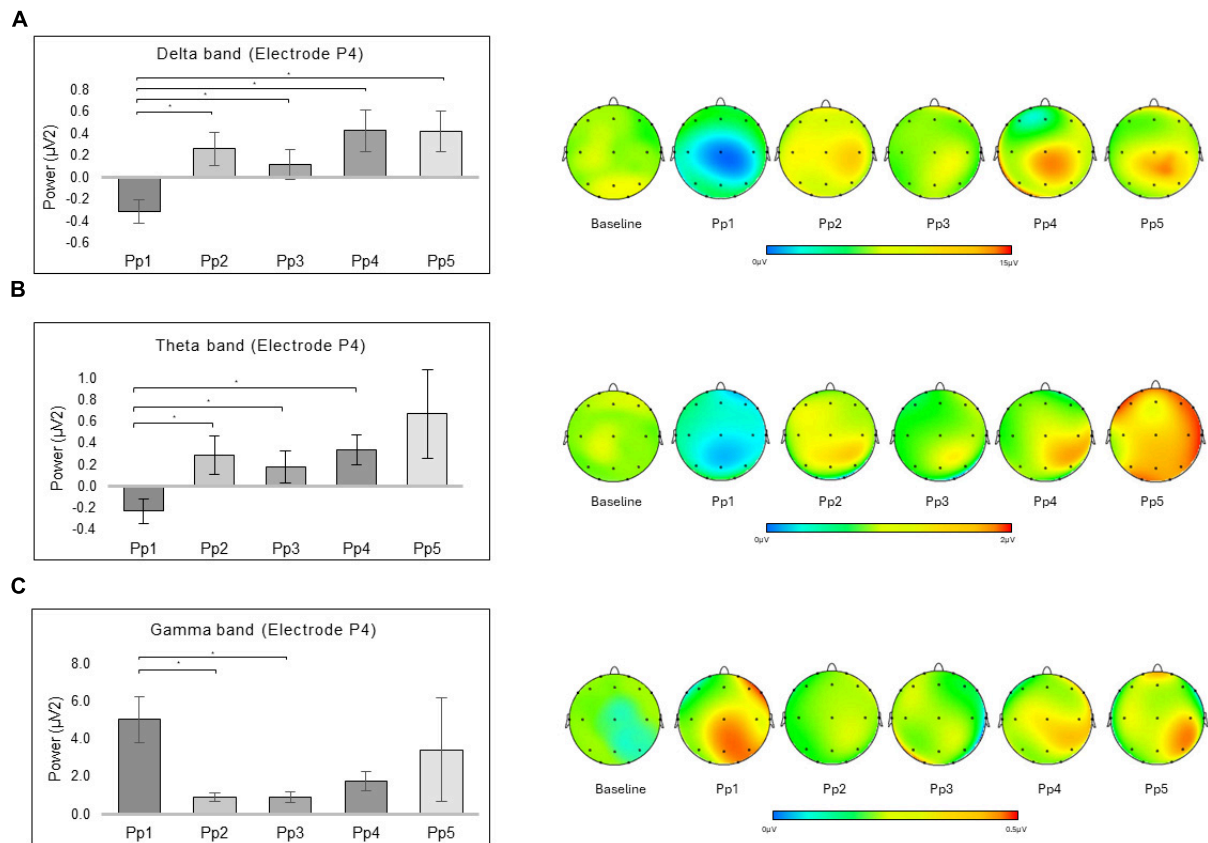 A
Delta band (Electrode P4)
Power (µV2)
0.8
0.6
0.4
0.2
0.0
-0.2
-0.4
-0.6
* * * *
Pp1 Pp2 Pp3 Pp4 Pp5
Baseline Pp1 Pp2 Pp3 Pp4 Pp5
0µV 15µV
B
Theta band (Electrode P4)
Power (µV2)
1.0
0.8
0.6
0.4
0.2
0.0
-0.2
-0.4
* * *
Pp1 Pp2 Pp3 Pp4 Pp5
Baseline Pp1 Pp2 Pp3 Pp4 Pp5
0µV 2µV
C
Gamma band (Electrode P4)
Power (µV2)
8.0
6.0
4.0
2.0
0.0
* *
Pp1 Pp2 Pp3 Pp4 Pp5
Baseline Pp1 Pp2 Pp3 Pp4 Pp5
0µV 0.5µV